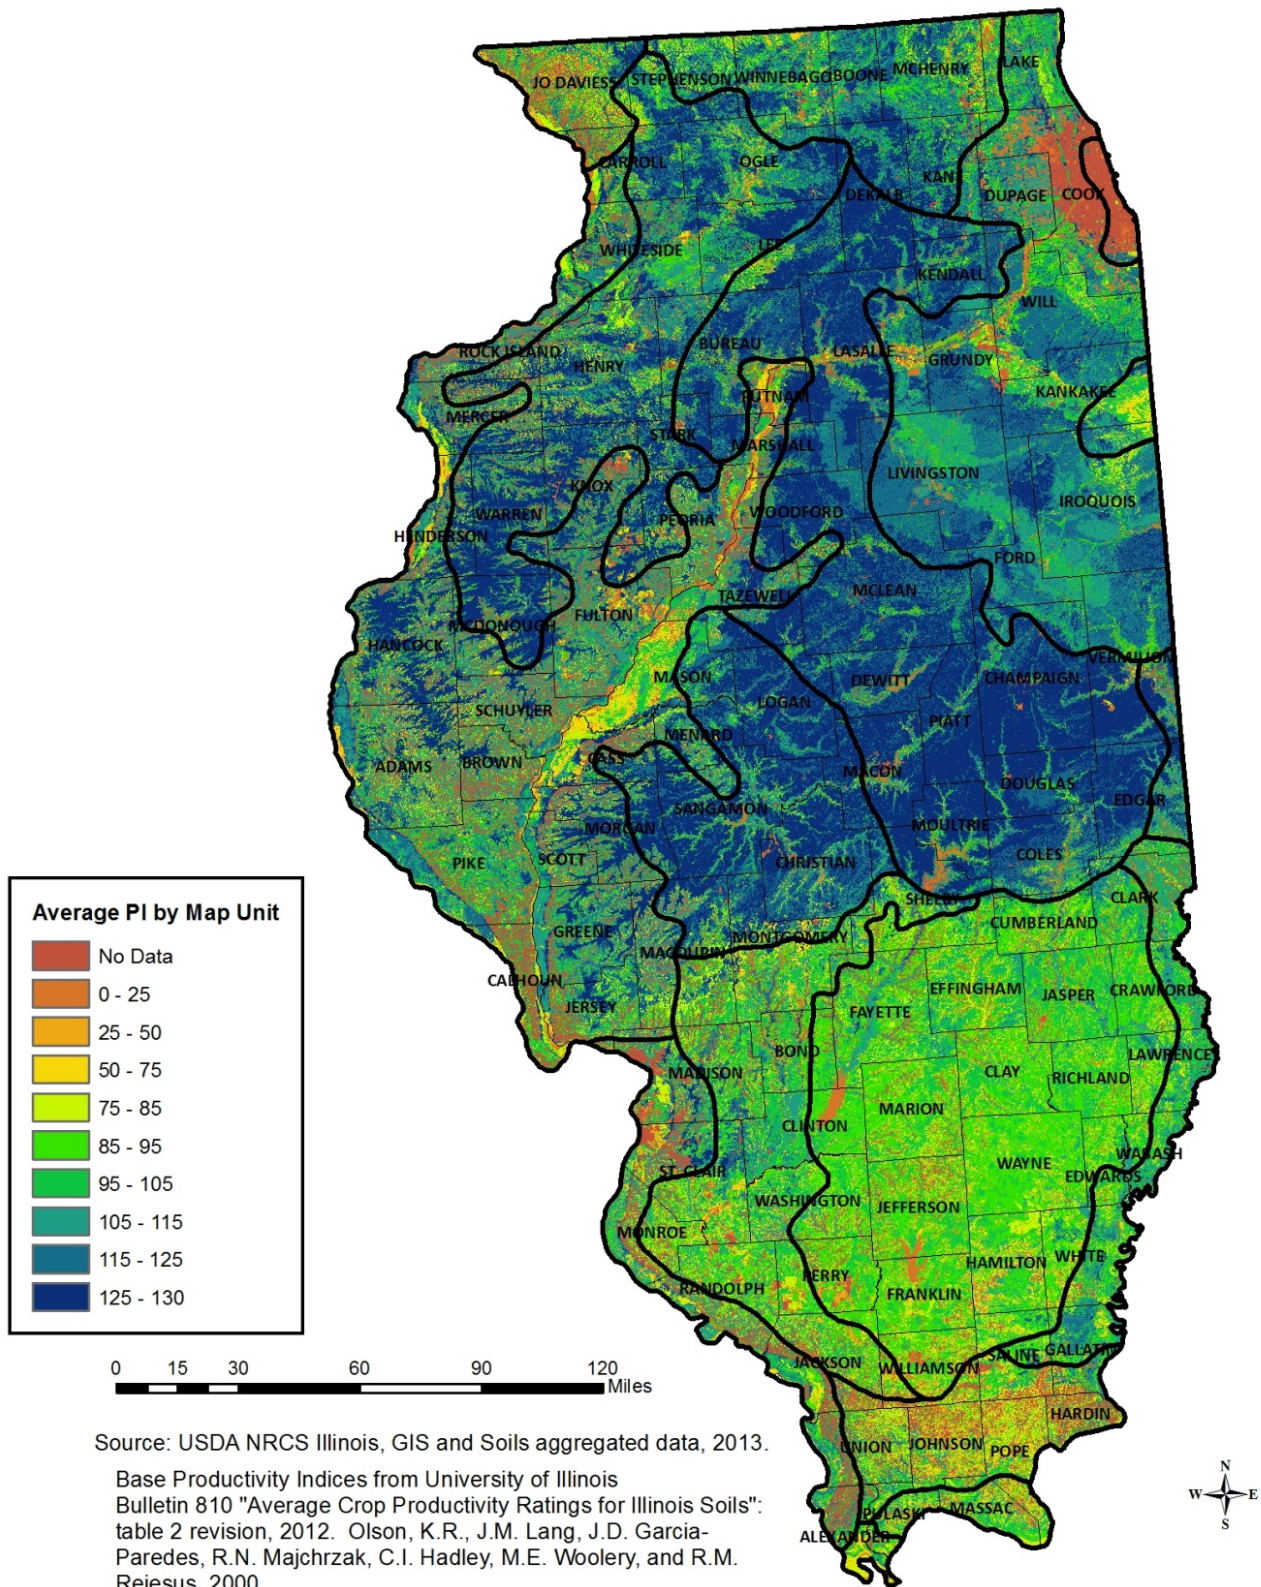 JO DAVIESS
STEPHENSON
WINNEBAGO
BOONE
MCHENRY
LAKE
CARROLL
OGLE
DEKALB
KANE
DUPAGE
COOK
WHITESIDE
LEE
KENDALL
WILL
ROCK ISLAND
HENRY
BUREAU
LASALLE
GRUNDY
MERCER
PUTNAM
KANKAKEE
STARK
MARSHALL
KNOX
LIVINGSTON
IROQUOIS
WARREN
PEORIA
WOODFORD
HENDERSON
FORD
TAZEWELL
MCLEAN
HANCOCK
MCDONOUGH
FULTON
MASON
LOGAN
DEWITT
CHAMPAIGN
VERMILION
SCHUYLER
MENARD
PIATT
ADAMS
BROWN
CASS
MACON
DOUGLAS
EDGAR
MORGAN
SANGAMON
MOULTRIE
PIKE
SCOTT
CHRISTIAN
COLES
SHELBY
CLARK
GREENE
MACOUPIN
MONTGOMERY
CUMBERLAND
CALHOUN
JERSEY
FAYETTE
EFFINGHAM
JASPER
CRAWFORD
BOND
MADISON
CLAY
RICHLAND
LAWRENCE
CLINTON
MARION
ST. CLAIR
WAYNE
EDWARDS
WABASH
WASHINGTON
JEFFERSON
MONROE
PERRY
HAMILTON
WHITE
RANDOLPH
FRANKLIN
JACKSON
WILLIAMSON
SALINE
GALLATIN
HARDIN
UNION
JOHNSON
POPE
ALEXANDER
PULASKI
MASSAC
Average PI by Map Unit
No Data
0 - 25
25 - 50
50 - 75
75 - 85
85 - 95
95 - 105
105 - 115
115 - 125
125 - 130
0 15 30 60 90 120
Miles
Source: USDA NRCS Illinois, GIS and Soils aggregated data, 2013.
Base Productivity Indices from University of Illinois
Bulletin 810 "Average Crop Productivity Ratings for Illinois Soils":
table 2 revision, 2012. Olson, K.R., J.M. Lang, J.D. Garcia-
Paredes, R.N. Majchrzak, C.I. Hadley, M.E. Woolery, and R.M.
Rejesus, 2000
N
W E
S